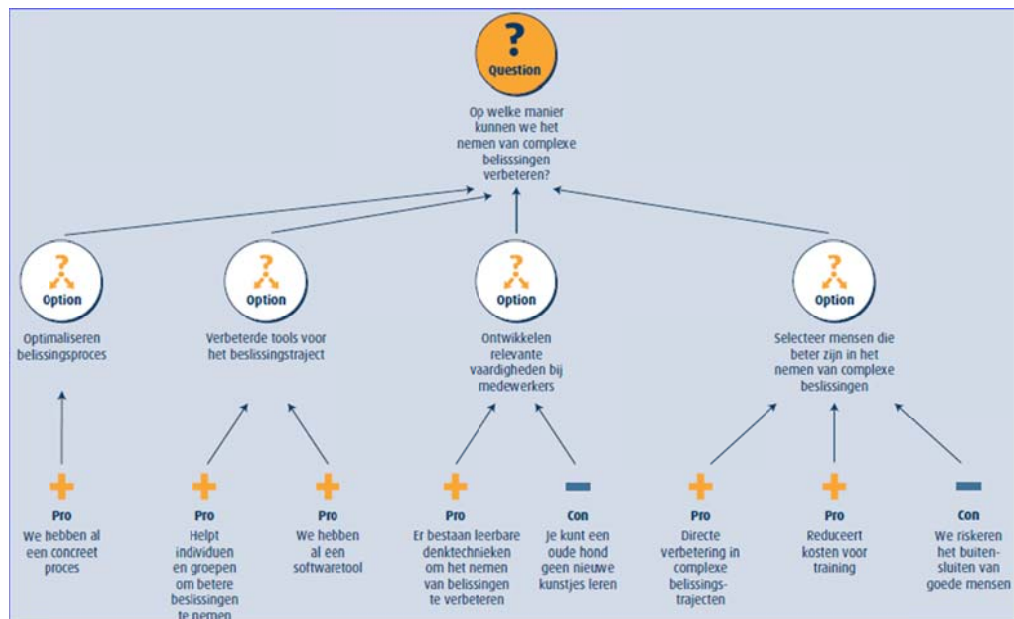 ?
Question
Op welke manier
kunnen we het
nemen van complexe
belisssingen
verbeteren?
?
Option
Optimaliseren
belissingsproces
?
Option
Verbeterde tools voor
het beslissingstraject
?
Option
Ontwikkelen
relevante
vaardigheden bij
medewerkers
?
Option
Selecteer mensen die
beter zijn in het
nemen van complexe
beslissingen
Pro
We hebben al
een concreet
proces
Pro
Helpt
individuen
en groepen
om betere
beslissingen
te nemen
Pro
We hebben
al een
softwaretool
Pro
Er bestaan leerbare
denktechnieken
om het nemen
van belissingen
te verbeteren
Con
Je kunt een
oude hond
geen nieuwe
kunstjes leren
Pro
Directe
verbetering in
complexe
belissings-
trajecten
Pro
Reduceert
kosten voor
training
Con
We riskeren
het buiten-
sluiten van
goede mensen